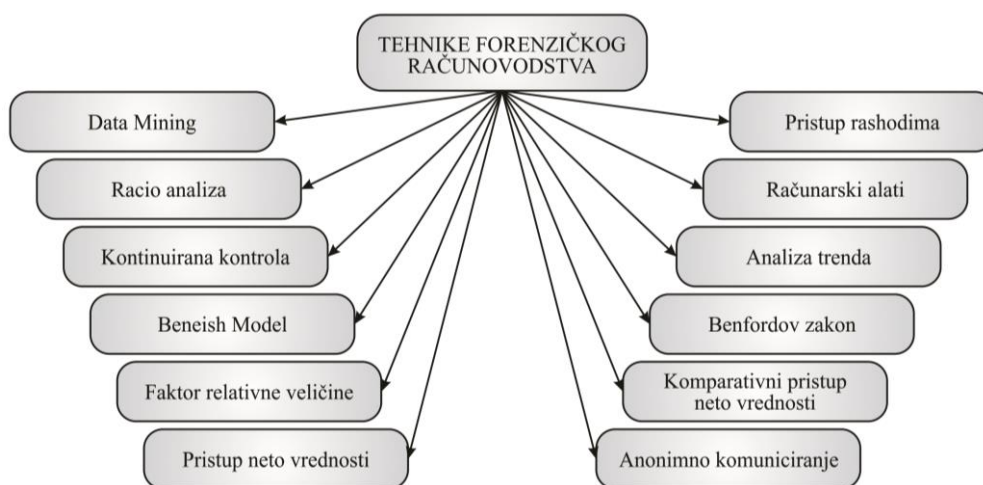 TEHNIKE FORENZIČKOG
RAČUNOVODSTVA
Data Mining
Racio analiza
Kontinuirana kontrola
Beneish Model
Faktor relativne veličine
Pristup neto vrednosti
Pristup rashodima
Računarski alati
Analiza trenda
Benfordov zakon
Komparativni pristup
neto vrednosti
Anonimno komuniciranje